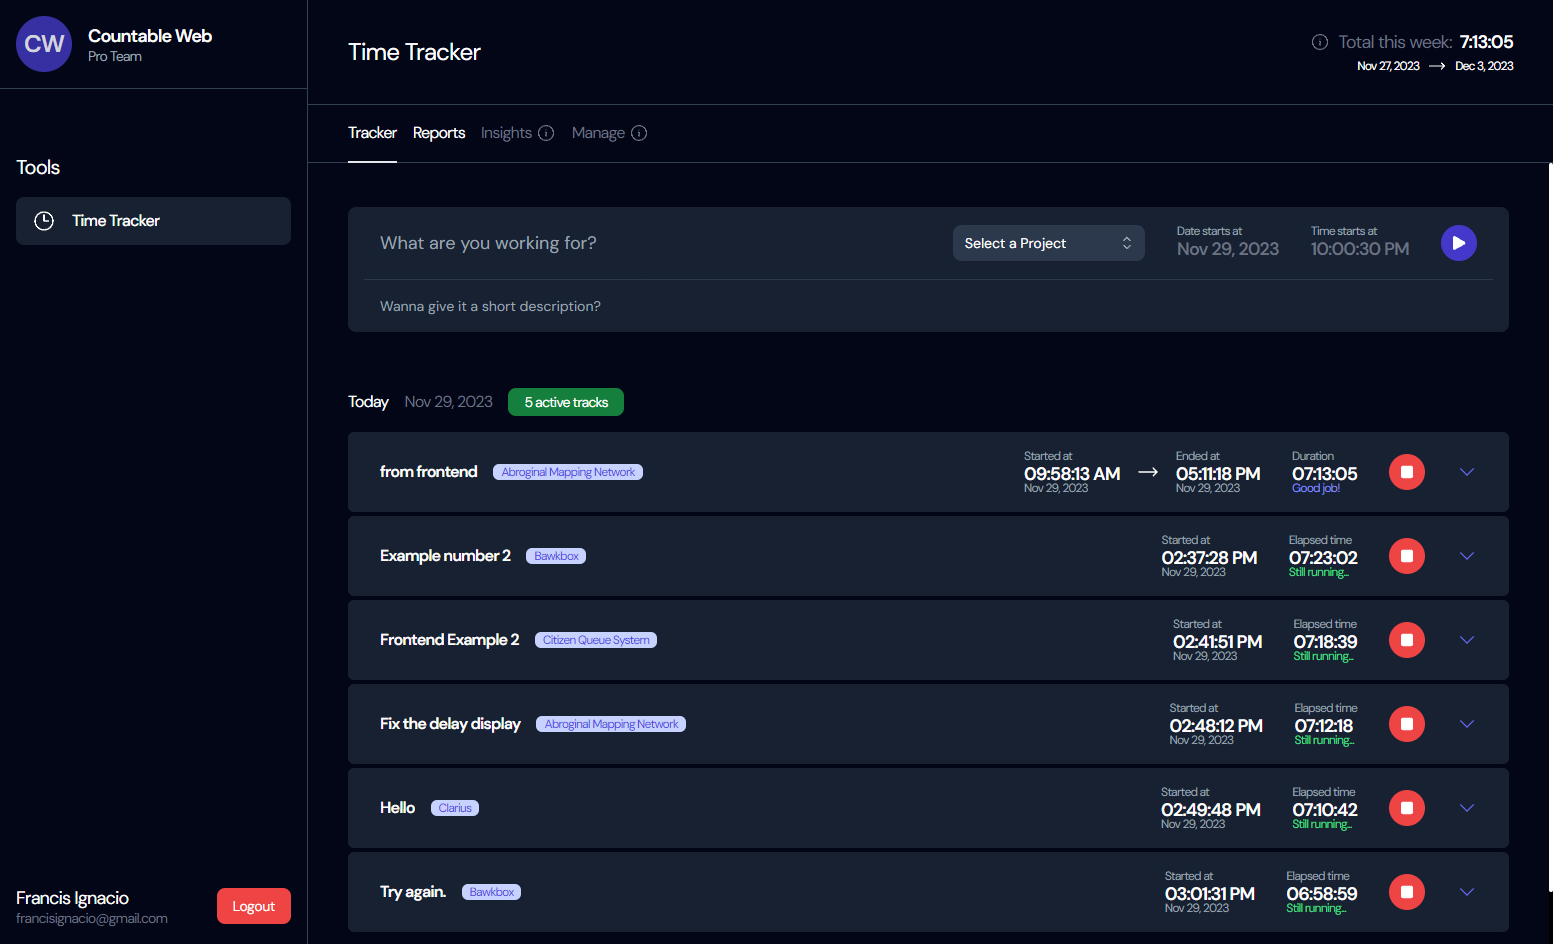 CW
Countable Web
Pro Team
Tools
Time Tracker
Francis Ignacio
francisignacio@gmail.com
Logout
Time Tracker
Total this week: 7:13:05
Nov 27, 2023 → Dec 3, 2023
Tracker Reports Insights Manage
What are you working for?
Select a Project
Date starts at
Nov 29, 2023
Time starts at
10:00:30 PM
Wanna give it a short description?
Today Nov 29, 2023 5 active tracks
from frontend Abroginal Mapping Network
Started at
09:58:13 AM
Nov 29, 2023
→
Ended at
05:11:18 PM
Nov 29, 2023
Duration
07:13:05
Good job!
Example number 2 Bawkbox
Started at
02:37:28 PM
Nov 29, 2023
Elapsed time
07:23:02
Still running...
Frontend Example 2 Citizen Queue System
Started at
02:41:51 PM
Nov 29, 2023
Elapsed time
07:18:39
Still running...
Fix the delay display Abroginal Mapping Network
Started at
02:48:12 PM
Nov 29, 2023
Elapsed time
07:12:18
Still running...
Hello Clarius
Started at
02:49:48 PM
Nov 29, 2023
Elapsed time
07:10:42
Still running...
Try again. Bawkbox
Started at
03:01:31 PM
Nov 29, 2023
Elapsed time
06:58:59
Still running...